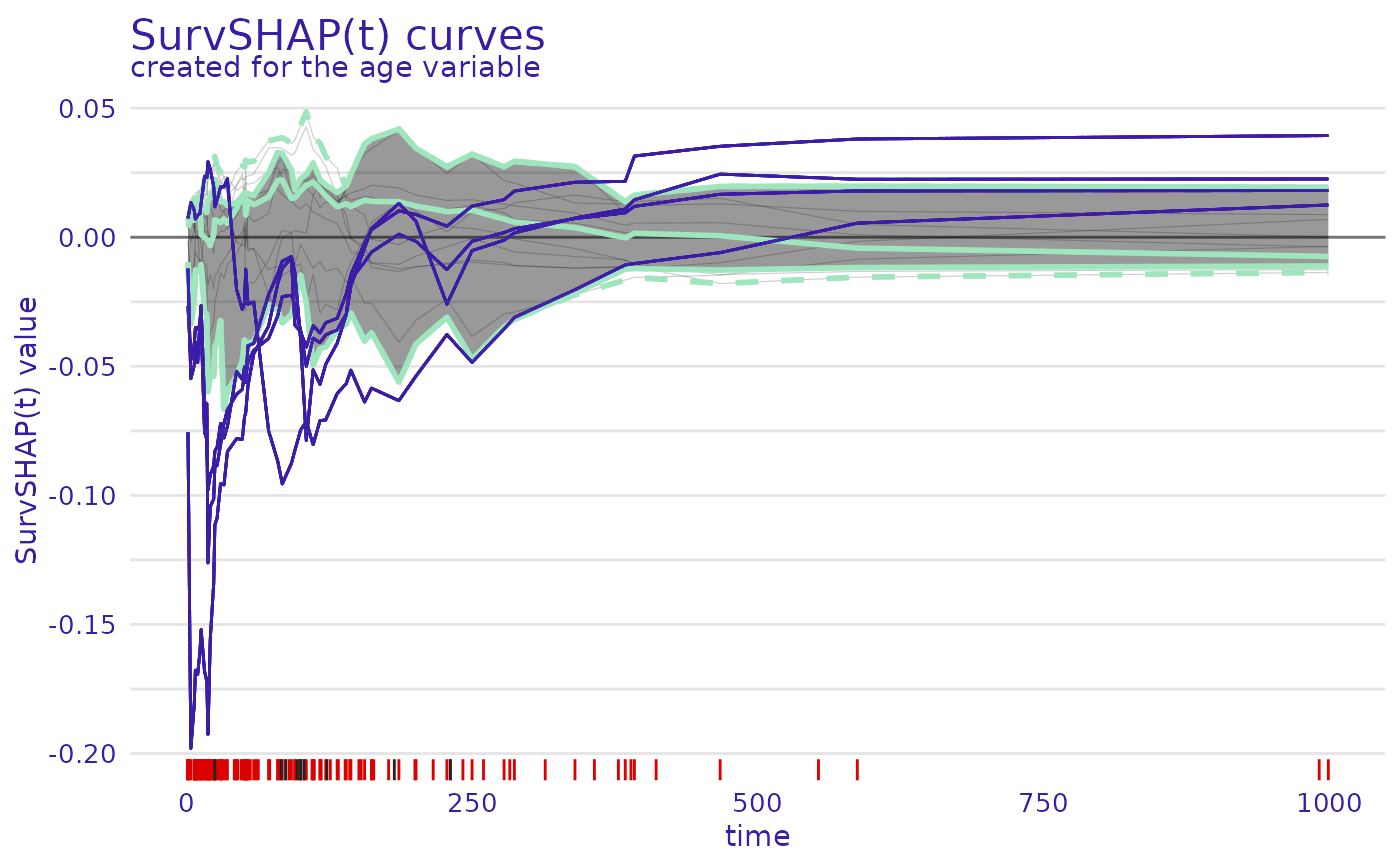 SurvSHAP(t) curves
created for the age variable
SurvSHAP(t) value
0.05
0.00
-0.05
-0.10
-0.15
-0.20
0
250
500
750
1000
time